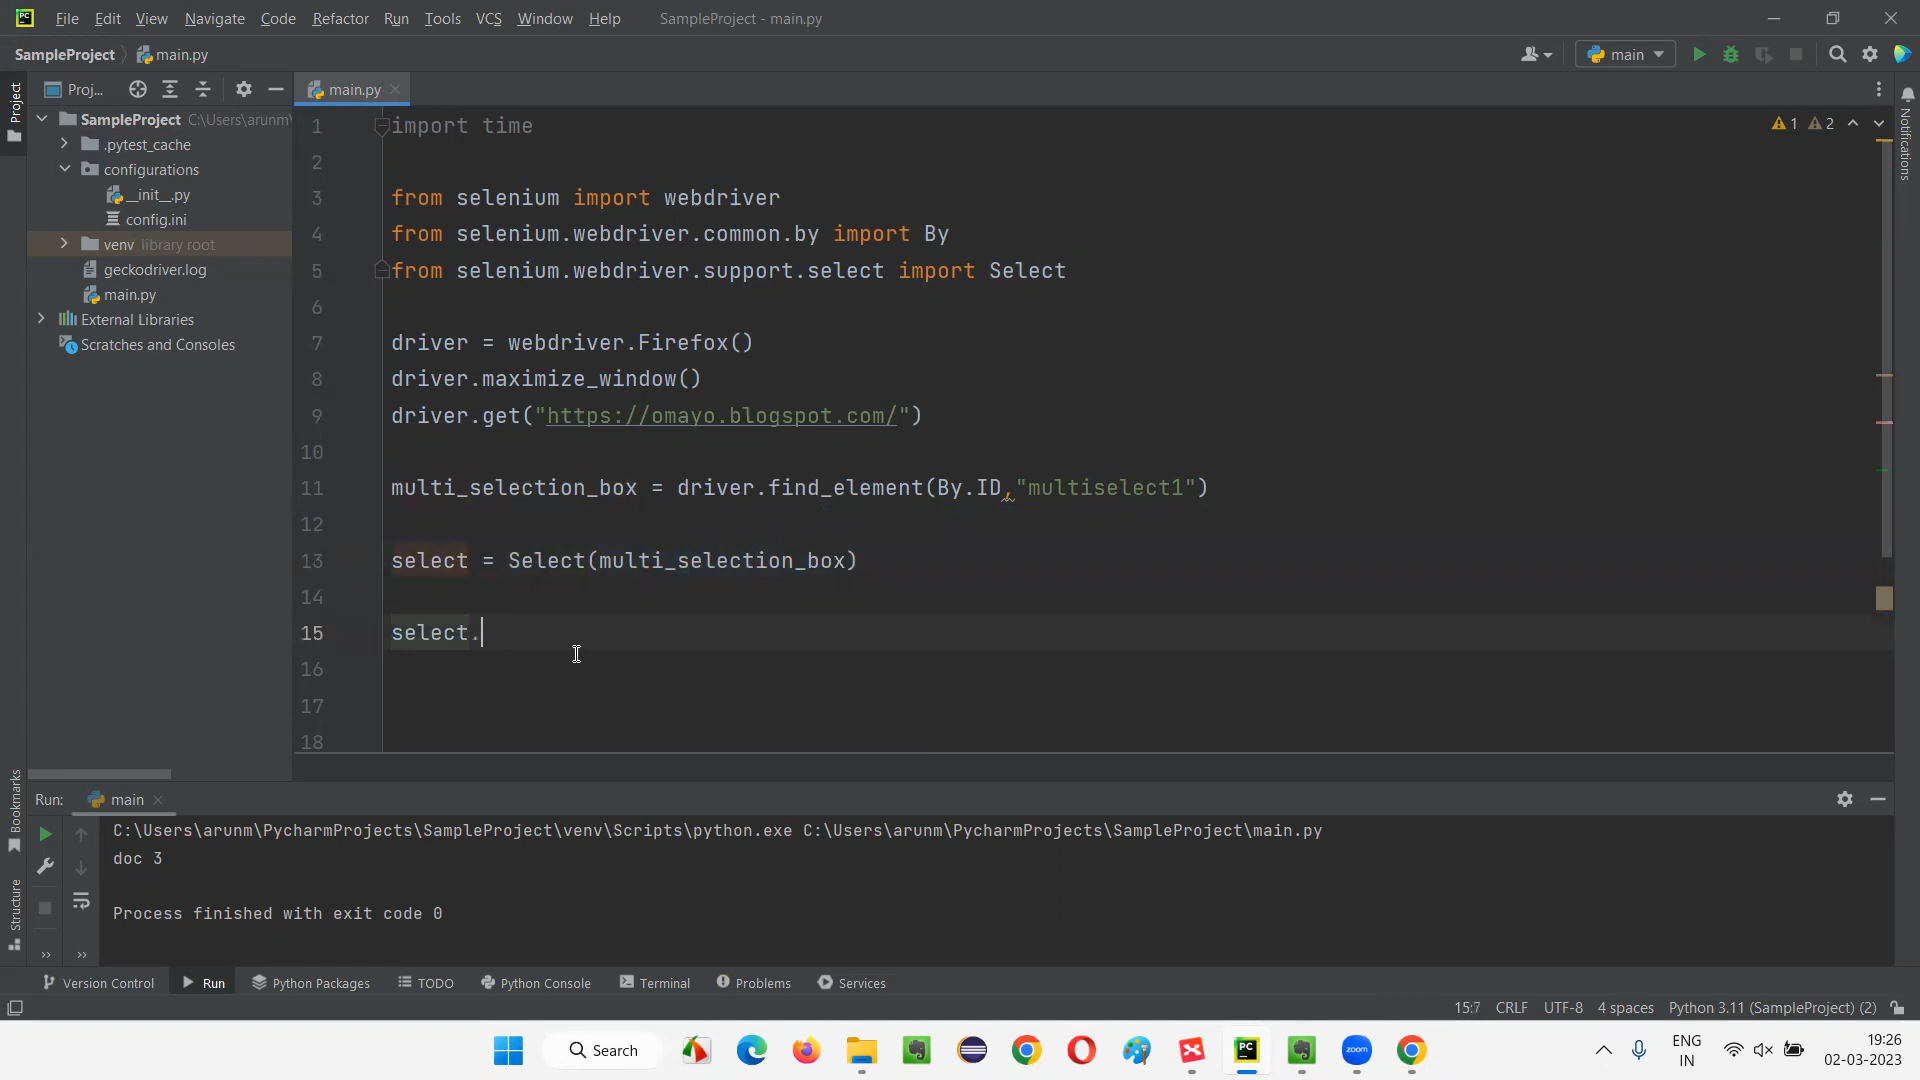 PC File Edit View Navigate Code Refactor Run Tools VCS Window Help SampleProject - main.py
SampleProject main.py main
Project Proj... main.py Notifications
SampleProject C:\Users\arunm\
.pytest_cache
configurations
__init__.py
config.ini
venv library root
geckodriver.log
main.py
External Libraries
Scratches and Consoles
1 import time 1 2
2
3 from selenium import webdriver
4 from selenium.webdriver.common.by import By
5 from selenium.webdriver.support.select import Select
6
7 driver = webdriver.Firefox()
8 driver.maximize_window()
9 driver.get("https://omayo.blogspot.com/")
10
11 multi_selection_box = driver.find_element(By.ID,"multiselect1")
12
13 select = Select(multi_selection_box)
14
15 select.
16
17
18
Bookmarks
Structure
Run: main
C:\Users\arunm\PycharmProjects\SampleProject\venv\Scripts\python.exe C:\Users\arunm\PycharmProjects\SampleProject\main.py
doc 3
Process finished with exit code 0
Version Control Run Python Packages TODO Python Console Terminal Problems Services
15:7 CRLF UTF-8 4 spaces Python 3.11 (SampleProject) (2)
Search zoom PC ENG
IN 19:26
02-03-2023